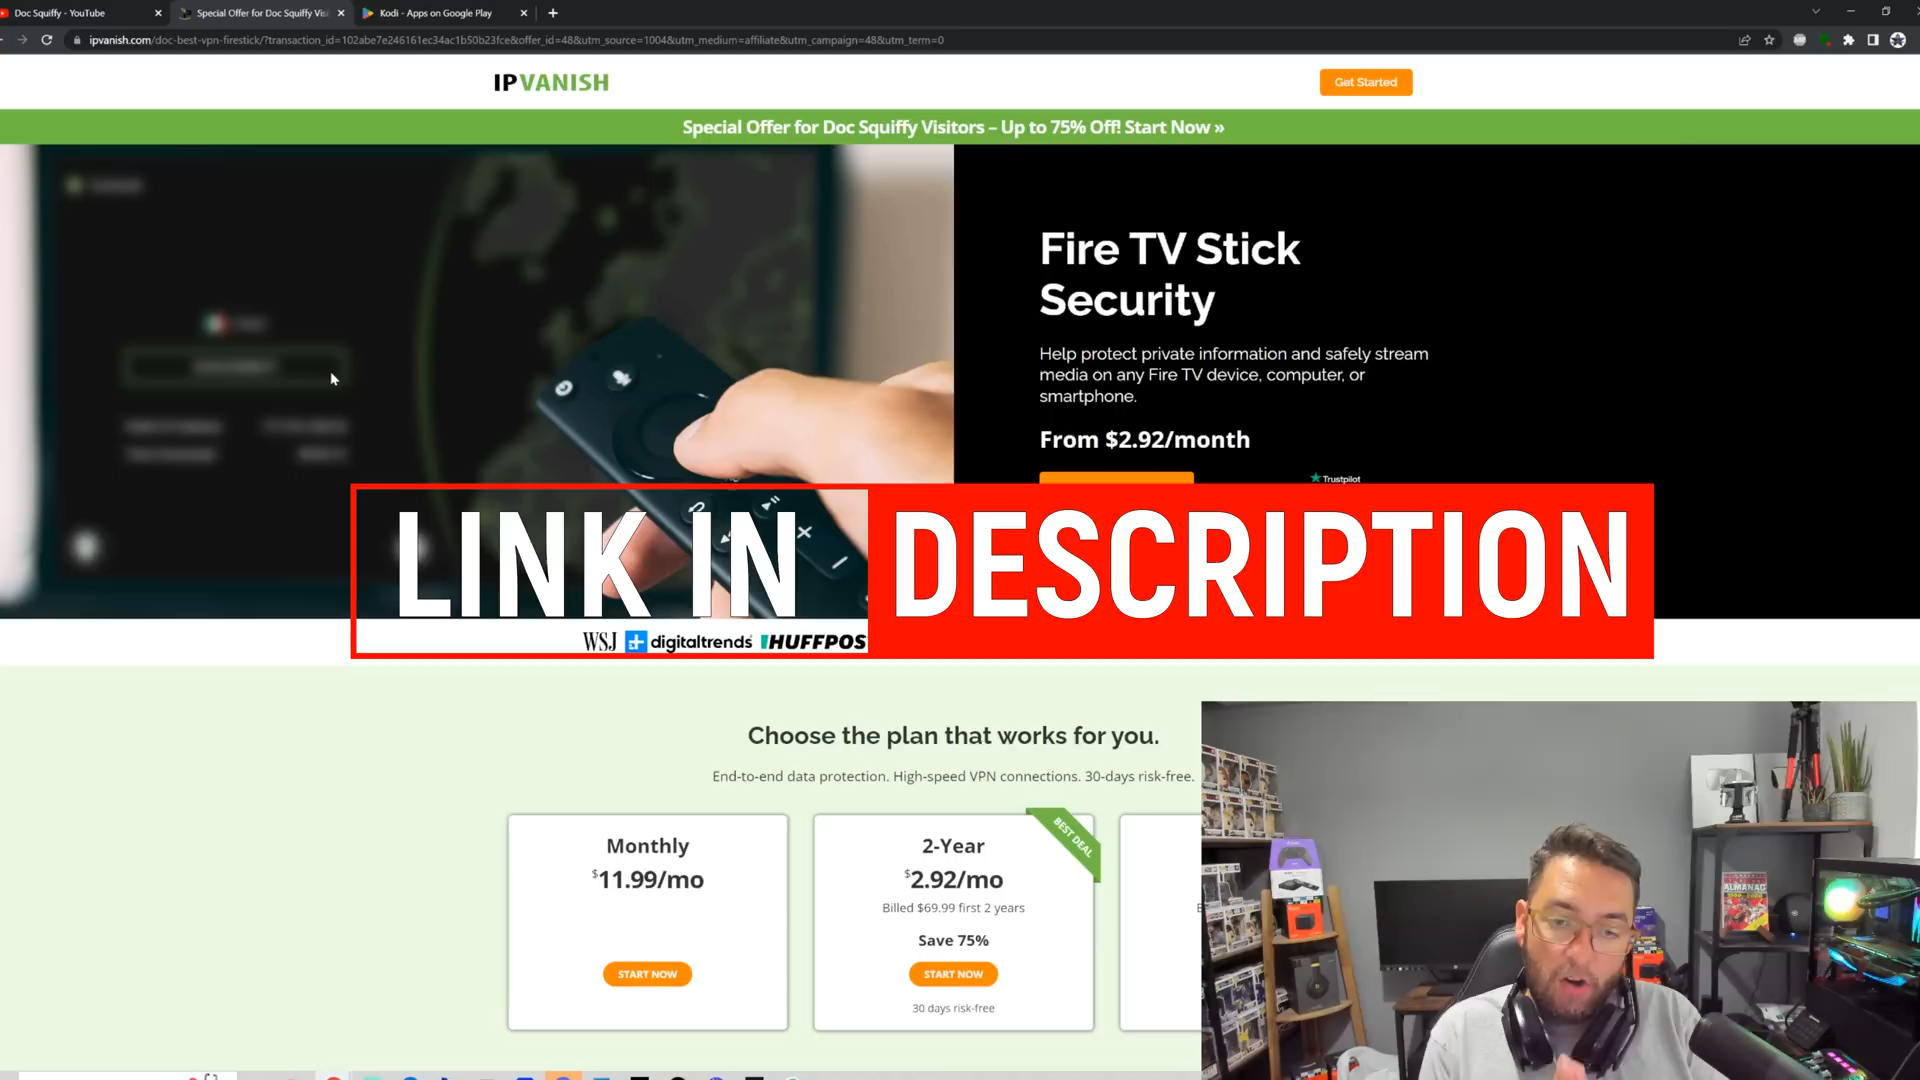 Doc Squiffy - YouTube
Special Offer for Doc Squiffy Visi
Kodi - Apps on Google Play
ipvanish.com/doc-best-vpn-firestick/?transaction_id=102abe7e246161ec34ac1b50b23fce&offer_id=48&utm_source=1004&utm_medium=affiliate&utm_campaign=48&utm_term=0
IPVANISH
Get Started
Special Offer for Doc Squiffy Visitors – Up to 75% Off! Start Now »
Fire TV Stick
Security
Help protect private information and safely stream
media on any Fire TV device, computer, or
smartphone.
From $2.92/month
Trustpilot
LINK IN DESCRIPTION
WSJ digitaltrends HUFFPOS
Choose the plan that works for you.
End-to-end data protection. High-speed VPN connections. 30-days risk-free.
Monthly
$11.99/mo
START NOW
BEST DEAL
2-Year
$2.92/mo
Billed $69.99 first 2 years
Save 75%
START NOW
30 days risk-free
ALMANAC